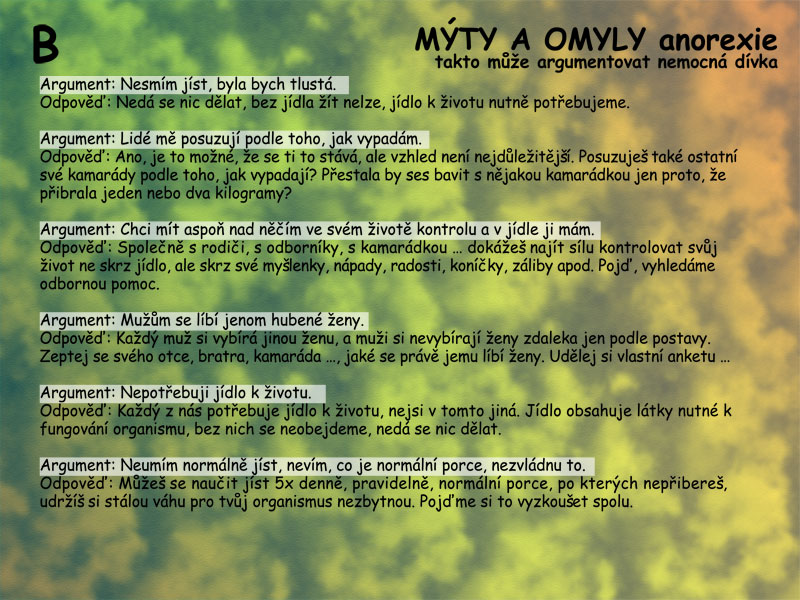 B
MÝTY A OMYLY anorexie
takto může argumentovat nemocná dívka
Argument: Nesmím jíst, byla bych tlustá.
Odpověď: Nedá se nic dělat, bez jídla žít nelze, jídlo k životu nutně potřebujeme.
Argument: Lidé mě posuzují podle toho, jak vypadám.
Odpověď: Ano, je to možné, že se ti to stává, ale vzhled není nejdůležitější. Posuzuješ také ostatní
své kamarády podle toho, jak vypadají? Přestala by ses bavit s nějakou kamarádkou jen proto, že
přibrala jeden nebo dva kilogramy?
Argument: Chci mít aspoň nad něčím ve svém životě kontrolu a v jídle ji mám.
Odpověď: Společně s rodiči, s odborníky, s kamarádkou ... dokážeš najít sílu kontrolovat svůj
život ne skrz jídlo, ale skrz své myšlenky, nápady, radosti, koníčky, záliby apod. Pojď, vyhledáme
odbornou pomoc.
Argument: Mužům se líbí jenom hubené ženy.
Odpověď: Každý muž si vybírá jinou ženu, a muži si nevybírají ženy zdaleka jen podle postavy.
Zeptej se svého otce, bratra, kamaráda ..., jaké se právě jemu líbí ženy. Udělej si vlastní anketu ...
Argument: Nepotřebuji jídlo k životu.
Odpověď: Každý z nás potřebuje jídlo k životu, nejsi v tomto jiná. Jídlo obsahuje látky nutné k
fungování organismu, bez nich se neobejdeme, nedá se nic dělat.
Argument: Neumím normálně jíst, nevím, co je normální porce, nezvládnu to.
Odpověď: Můžeš se naučit jíst 5x denně, pravidelně, normální porce, po kterých nepřibereš,
udržíš si stálou váhu pro tvůj organismus nezbytnou. Pojďme si to vyzkoušet spolu.